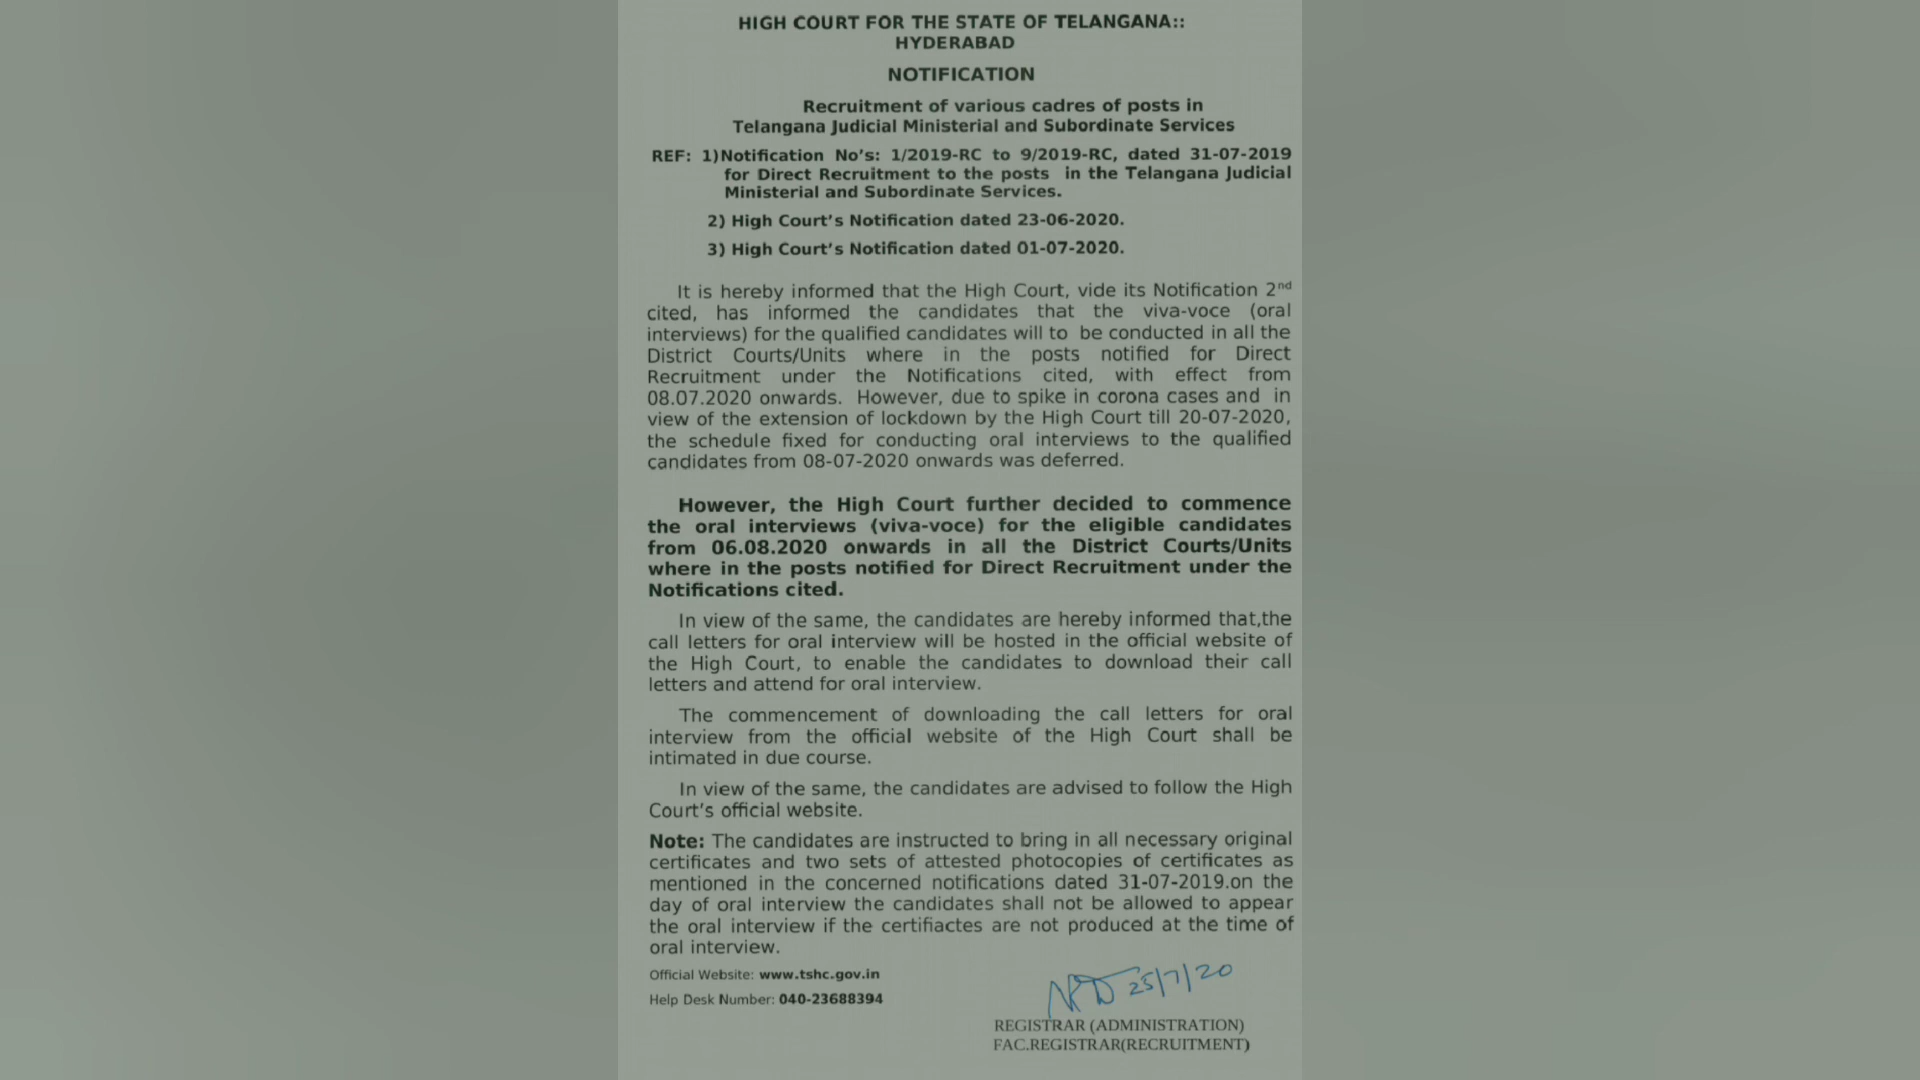 HIGH COURT FOR THE STATE OF TELANGANA::
HYDERABAD
NOTIFICATION
Recruitment of various cadres of posts in
Telangana Judicial Ministerial and Subordinate Services
REF: 1)Notification No's: 1/2019-RC to 9/2019-RC, dated 31-07-2019
for Direct Recruitment to the posts in the Telangana Judicial
Ministerial and Subordinate Services.
2) High Court's Notification dated 23-06-2020.
3) High Court's Notification dated 01-07-2020.
It is hereby informed that the High Court, vide its Notification 2nd
cited, has informed the candidates that the viva-voce (oral
interviews) for the qualified candidates will to be conducted in all the
District Courts/Units where in the posts notified for Direct
Recruitment under the Notifications cited, with effect from
08.07.2020 onwards. However, due to spike in corona cases and in
view of the extension of lockdown by the High Court till 20-07-2020,
the schedule fixed for conducting oral interviews to the qualified
candidates from 08-07-2020 onwards was deferred.
However, the High Court further decided to commence
the oral interviews (viva-voce) for the eligible candidates
from 06.08.2020 onwards in all the District Courts/Units
where in the posts notified for Direct Recruitment under the
Notifications cited.
In view of the same, the candidates are hereby informed that,the
call letters for oral interview will be hosted in the official website of
the High Court, to enable the candidates to download their call
letters and attend for oral interview.
The commencement of downloading the call letters for oral
interview from the official website of the High Court shall be
intimated in due course.
In view of the same, the candidates are advised to follow the High
Court's official website.
Note: The candidates are instructed to bring in all necessary original
certificates and two sets of attested photocopies of certificates as
mentioned in the concerned notifications dated 31-07-2019.on the
day of oral interview the candidates shall not be allowed to appear
the oral interview if the certifiactes are not produced at the time of
oral interview.
Official Website: www.tshc.gov.in
Help Desk Number: 040-23688394
25/7/20
REGISTRAR (ADMINISTRATION)
FAC.REGISTRAR(RECRUITMENT)